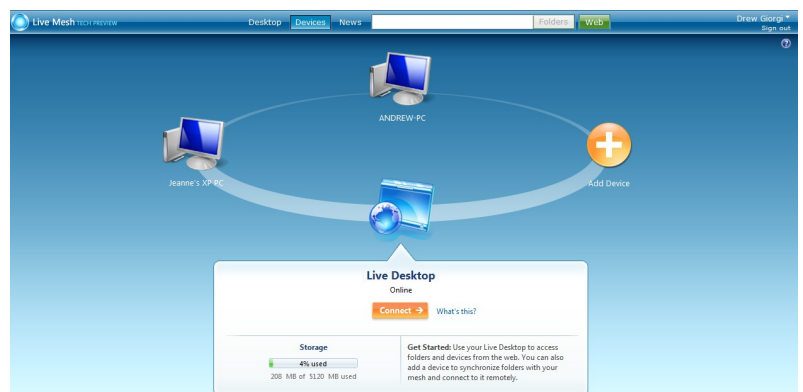 Live Mesh TECH PREVIEW
Desktop Devices News Folders Web
Drew Giorgi
Sign out
?
ANDREW-PC
Jeanne's XP PC
Add Device
Live Desktop
Online
Connect What's this?
Storage
4% used
208 MB of 5120 MB used
Get Started: Use your Live Desktop to access
folders and devices from the web. You can also
add a device to synchronize folders with your
mesh and connect to it remotely.